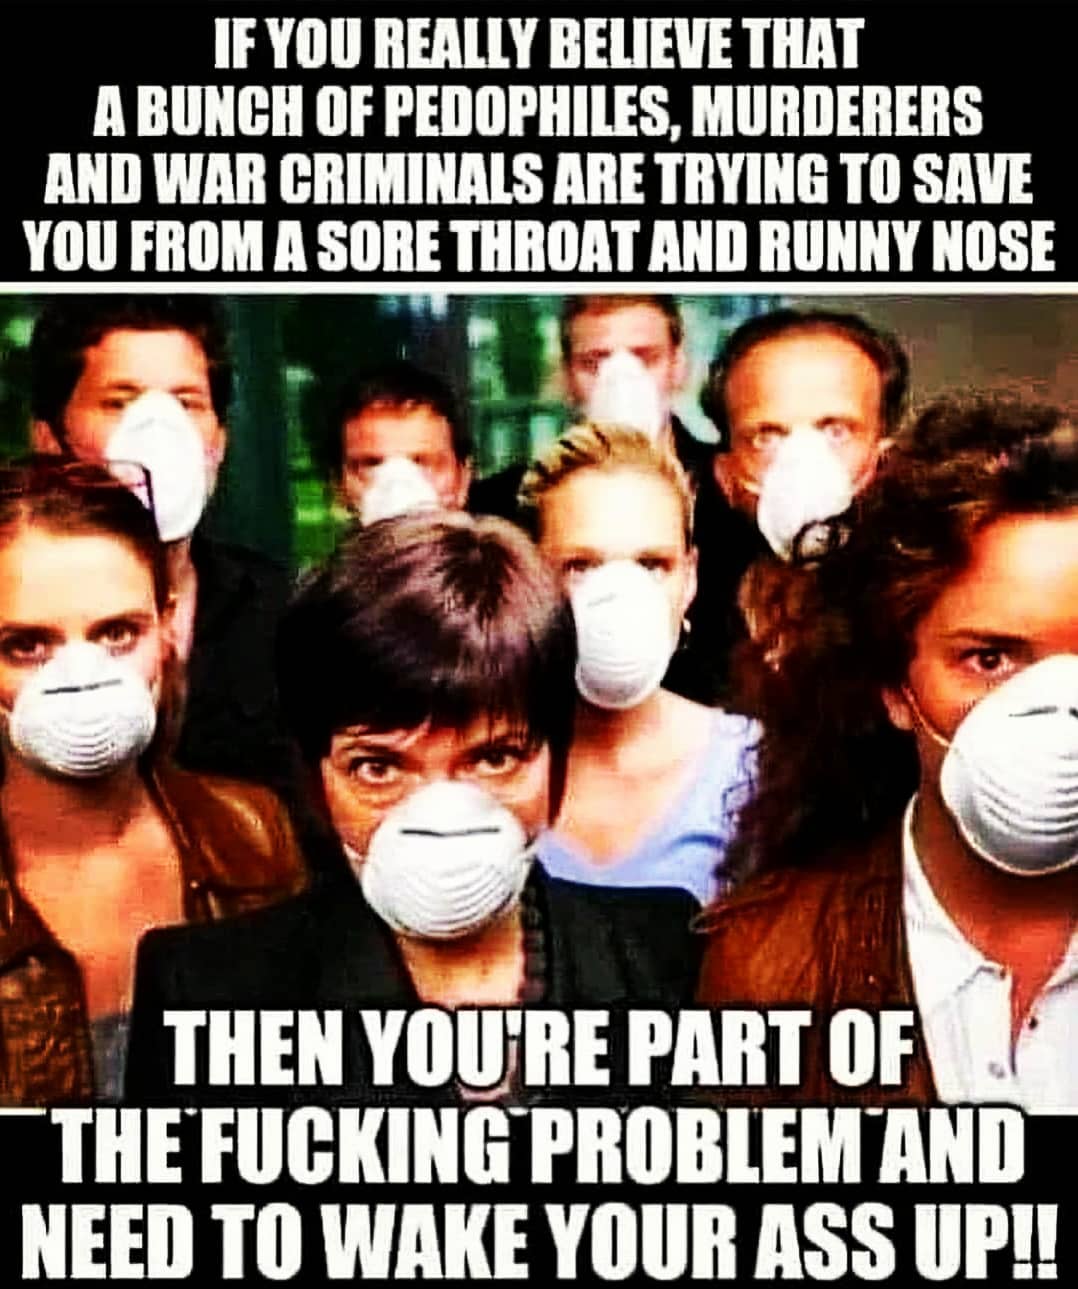 IF YOU REALLY BELIEVE THAT
A BUNCH OF PEDOPHILES, MURDERERS
AND WAR CRIMINALS ARE TRYING TO SAVE
YOU FROM A SORE THROAT AND RUNNY NOSE
THEN YOU'RE PART OF
THE FUCKING PROBLEM AND
NEED TO WAKE YOUR ASS UP!!